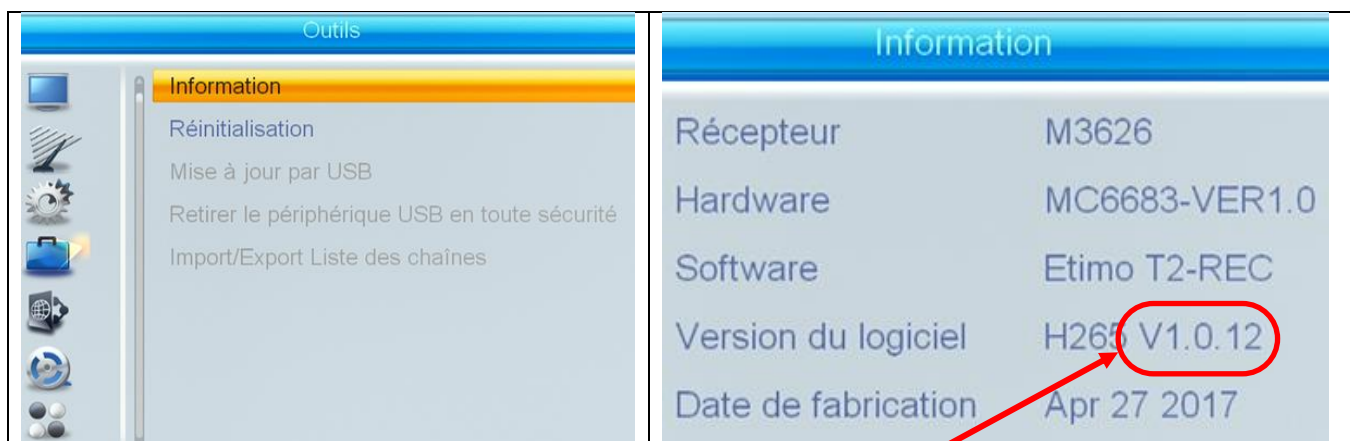 Outils
Information
Réinitialisation
Mise à jour par USB
Retirer le périphérique USB en toute sécurité
Import/Export Liste des chaînes
Information
Récepteur M3626
Hardware MC6683-VER1.0
Software Etimo T2-REC
Version du logiciel H265 V1.0.12
Date de fabrication Apr 27 2017